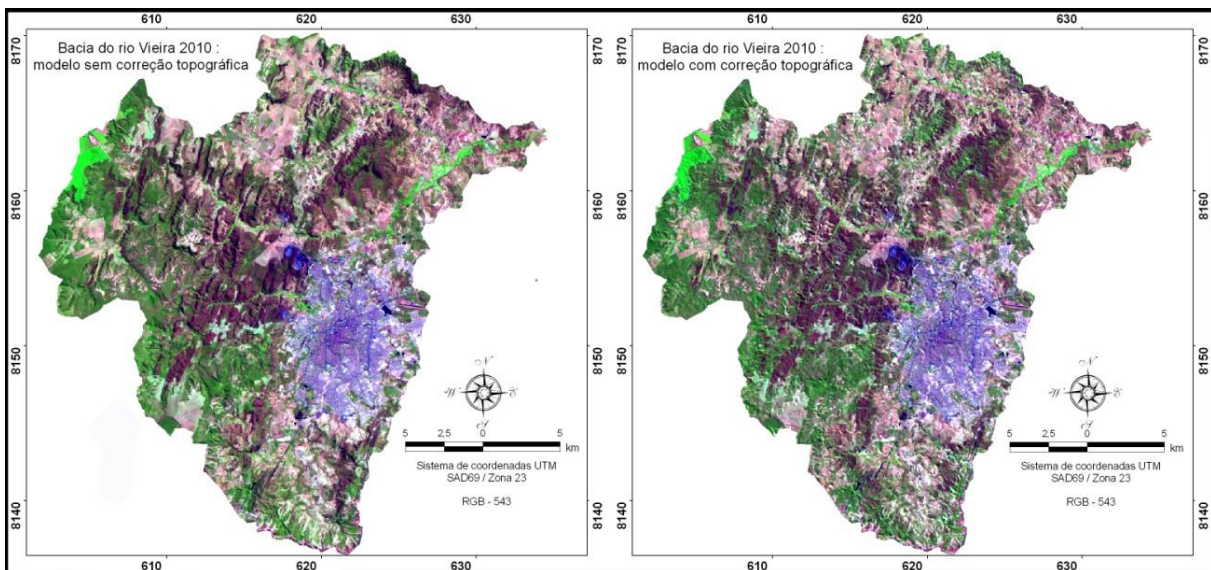 610 620 630
8170
8160
8150
8140
Bacia do rio Vieira 2010 :
modelo sem correção topográfica
N
W
E
S
5 2,5 0 5
km
Sistema de coordenadas UTM
SAD69 / Zona 23
RGB - 543
8170
8160
8150
8140
610 620 630
610 620 630
8170
8160
8150
8140
Bacia do rio Vieira 2010 :
modelo com correção topográfica
N
W
E
S
5 2,5 0 5
km
Sistema de coordenadas UTM
SAD69 / Zona 23
RGB - 543
8170
8160
8150
8140
610 620 630